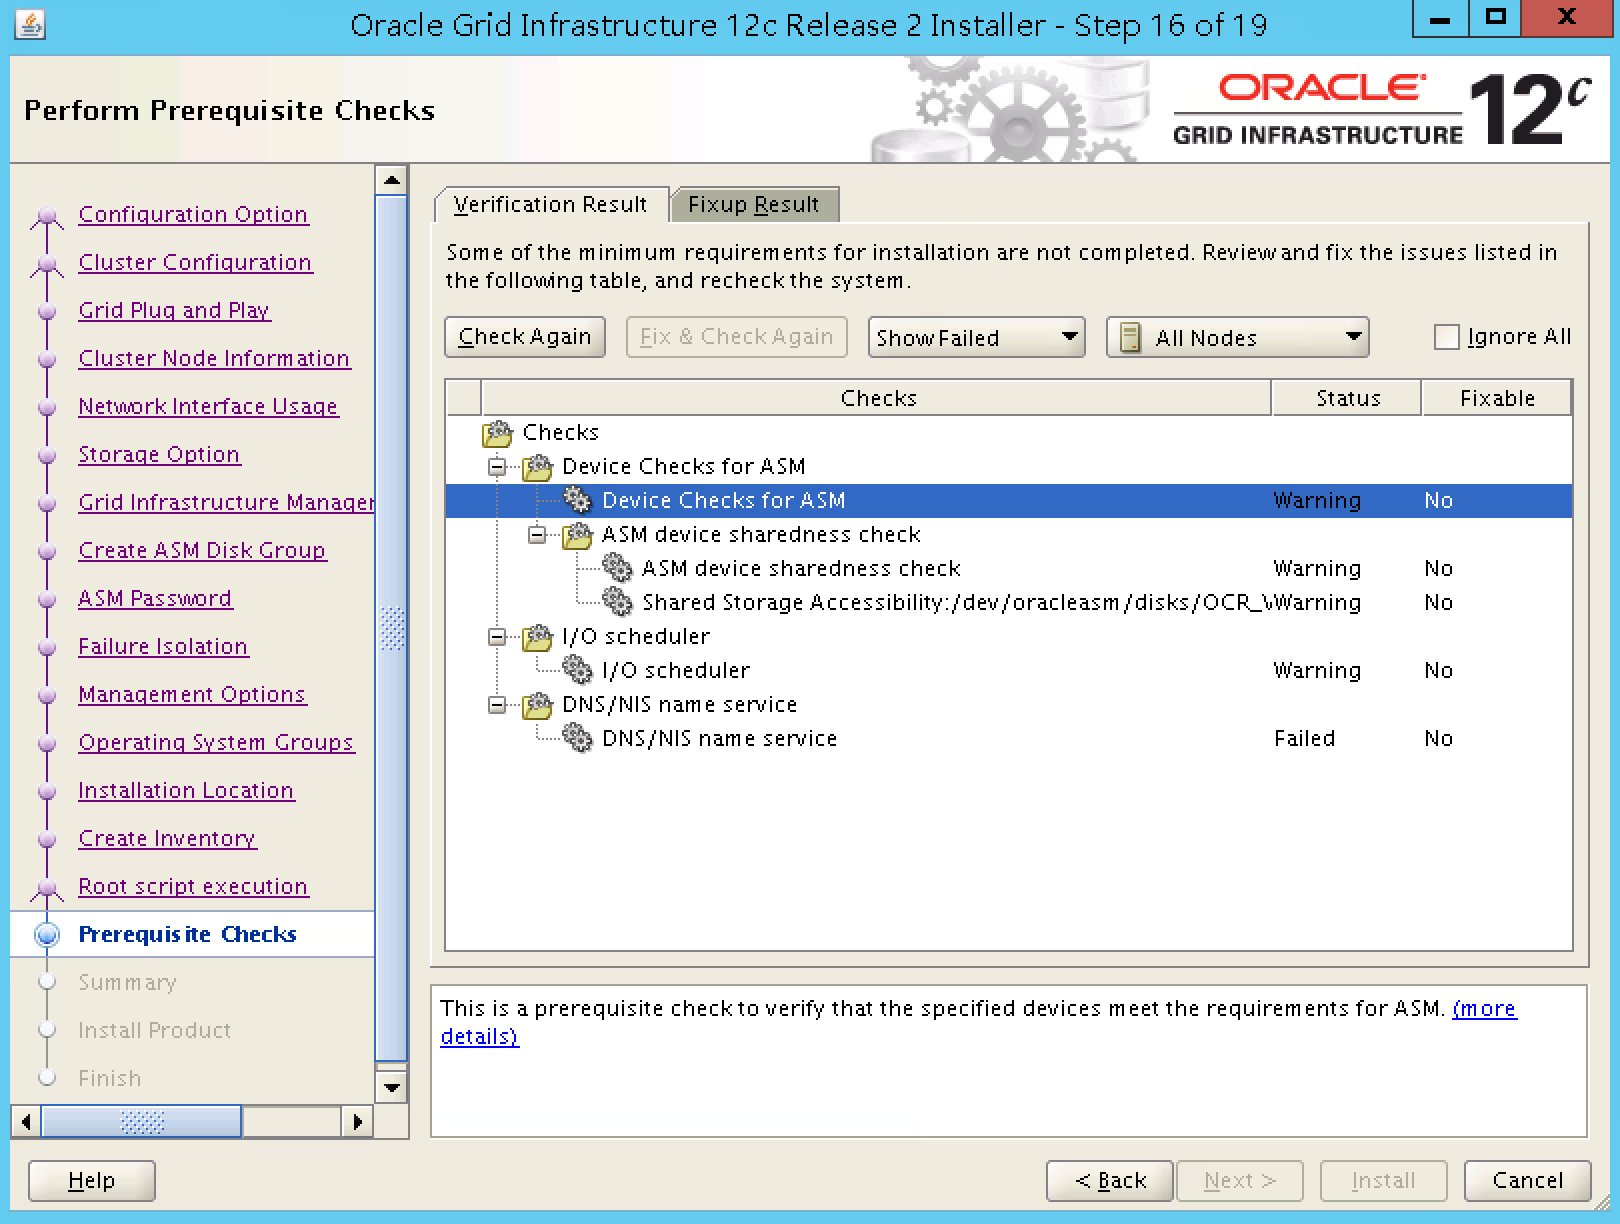 Oracle Grid Infrastructure 12c Release 2 Installer - Step 16 of 19
Perform Prerequisite Checks
ORACLE
GRID INFRASTRUCTURE
12c
Configuration Option
Cluster Configuration
Grid Plug and Play
Cluster Node Information
Network Interface Usage
Storage Option
Grid Infrastructure Manager
Create ASM Disk Group
ASM Password
Failure Isolation
Management Options
Operating System Groups
Installation Location
Create Inventory
Root script execution
Prerequisite Checks
Summary
Install Product
Finish
Verification Result Fixup Result
Some of the minimum requirements for installation are not completed. Review and fix the issues listed in
the following table, and recheck the system.
Check Again Fix & Check Again Show Failed All Nodes Ignore All
Checks Status Fixable
Checks
Device Checks for ASM
Device Checks for ASM Warning No
ASM device sharedness check
ASM device sharedness check Warning No
Shared Storage Accessibility:/dev/oracleasm/disks/OCR_V Warning No
I/O scheduler
I/O scheduler Warning No
DNS/NIS name service
DNS/NIS name service Failed No
This is a prerequisite check to verify that the specified devices meet the requirements for ASM. (more
details)
Help < Back Next > Install Cancel